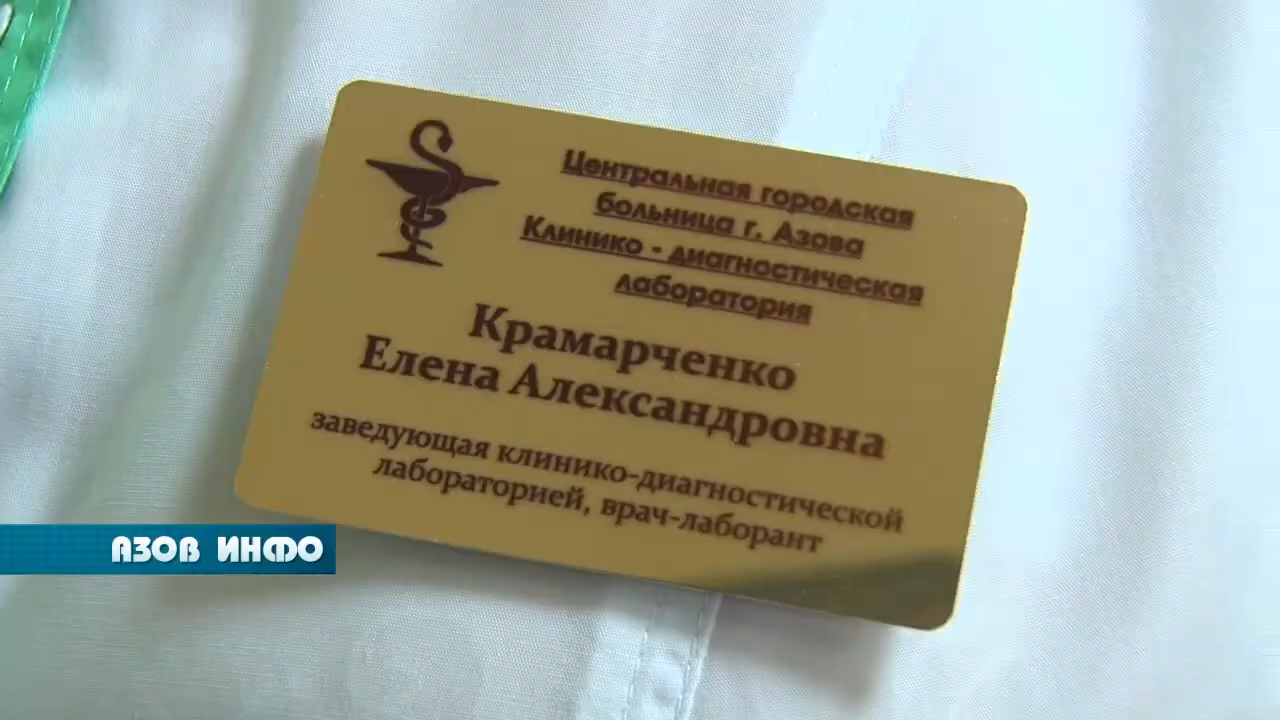 Центральная городская
больница г. Азова
Клинико - диагностическая
лаборатория
Крамарченко
Елена Александровна
заведующая клинико-диагностической
лабораторией, врач-лаборант
АЗОВ ИНФО